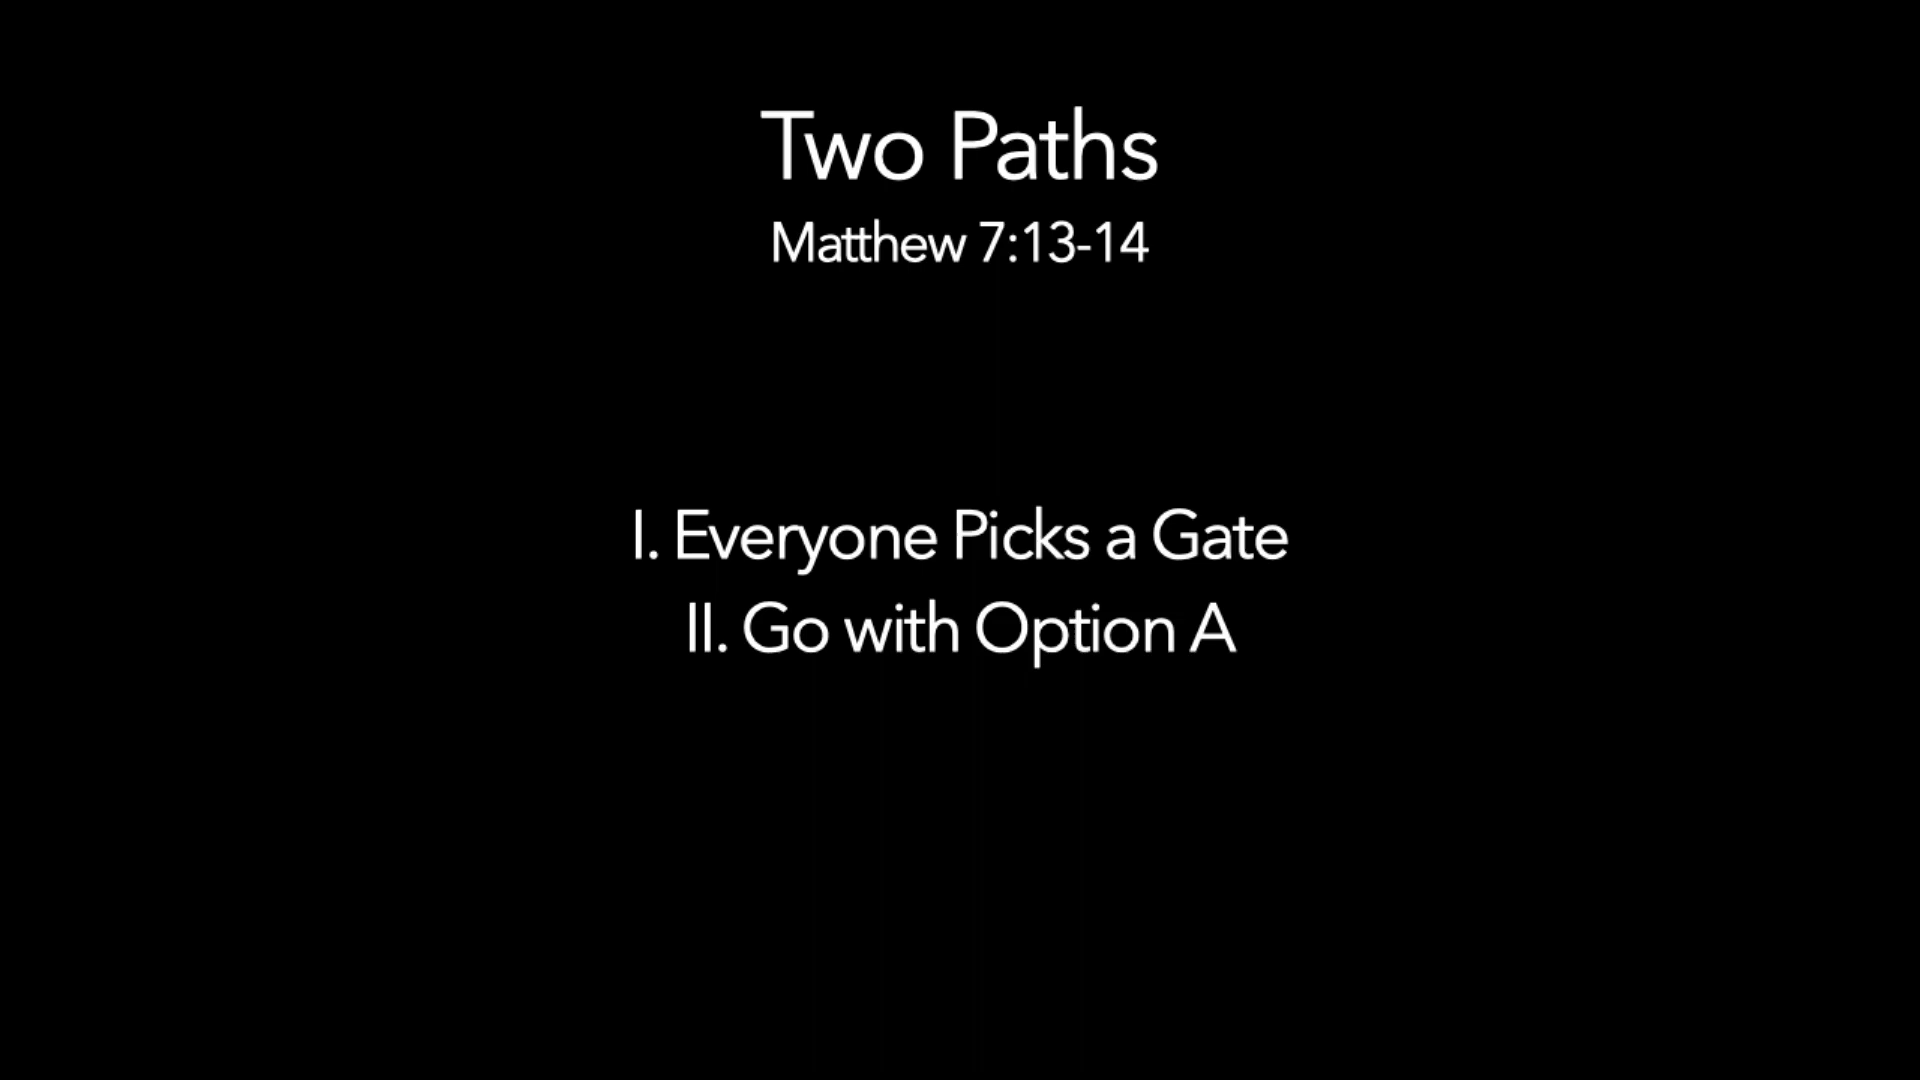 Two Paths
Matthew 7:13-14
I. Everyone Picks a Gate
II. Go with Option A